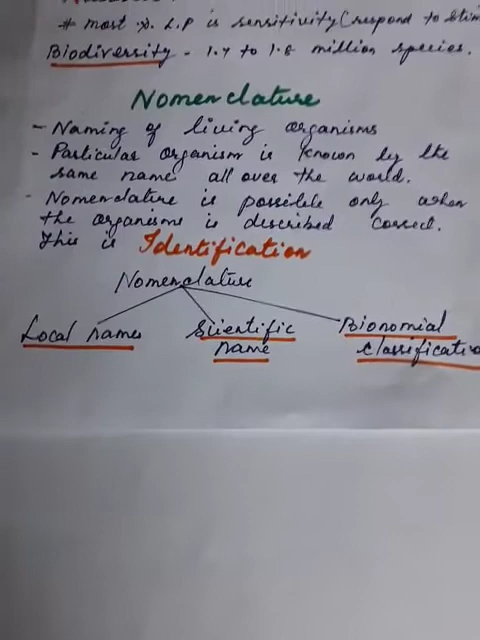 # most .. L.P is sensitivity (respond to stim
Biodiversity - 1.7 to 1.8 million species.
Nomenclature
- Naming of living organisms
- Particular organism is known by the
same name all over the world.
- Nomenclature is possible only when
the organisms is described correct.
This is Identification
Nomenclature
Local name Scientific Bionomial
name classificatio